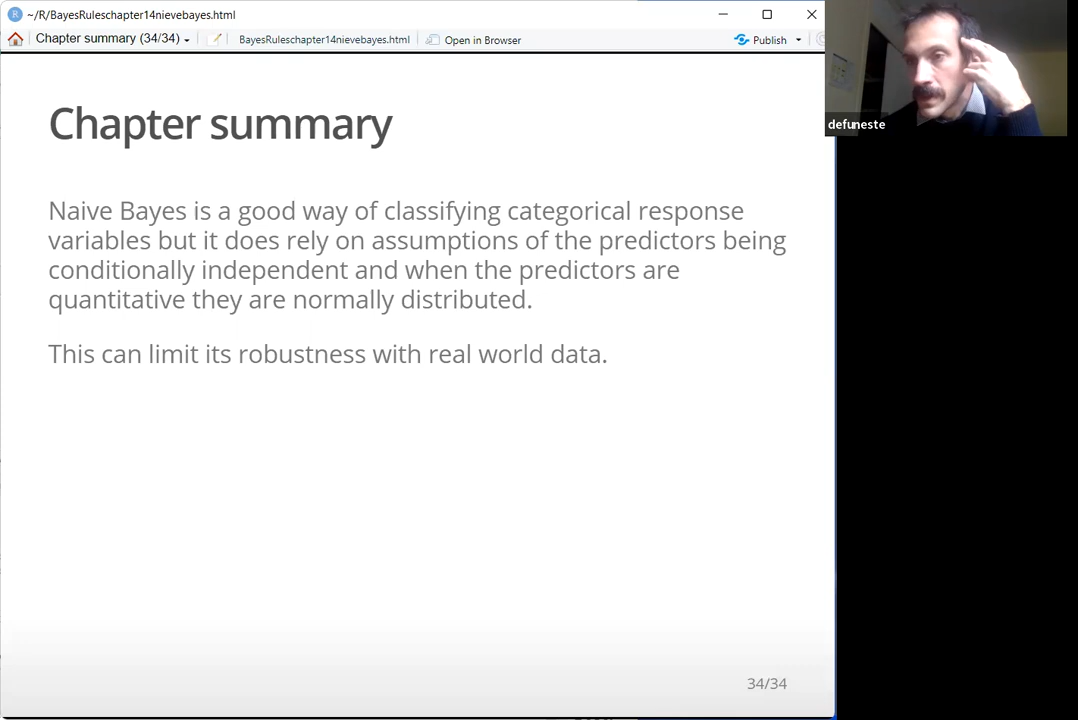 ~/R/BayesRuleschapter14nievebayes.html
Chapter summary (34/34)
BayesRuleschapter14nievebayes.html
Open in Browser
Publish
defuneste
Chapter summary
Naive Bayes is a good way of classifying categorical response
variables but it does rely on assumptions of the predictors being
conditionally independent and when the predictors are
quantitative they are normally distributed.
This can limit its robustness with real world data.
34/34